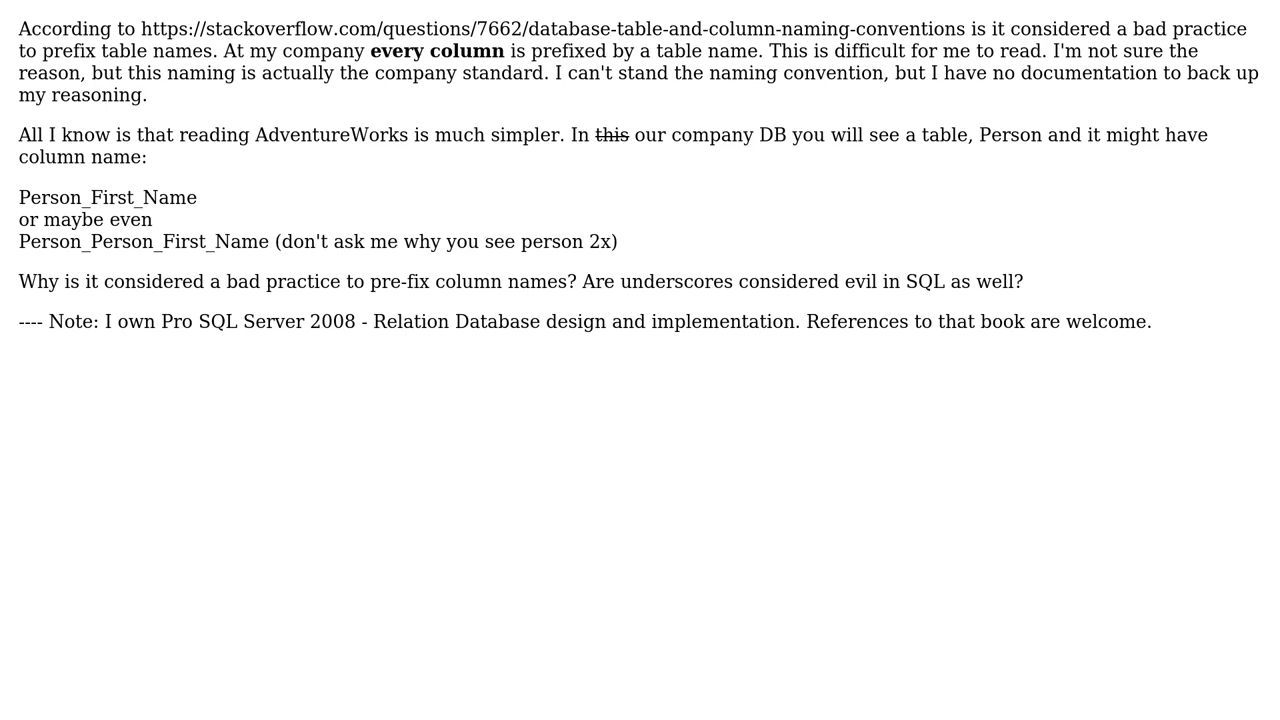 According to https://stackoverflow.com/questions/7662/database-table-and-column-naming-conventions is it considered a bad practice
to prefix table names. At my company every column is prefixed by a table name. This is difficult for me to read. I'm not sure the
reason, but this naming is actually the company standard. I can't stand the naming convention, but I have no documentation to back up
my reasoning.
All I know is that reading AdventureWorks is much simpler. In this our company DB you will see a table, Person and it might have
column name:
Person_First_Name
or maybe even
Person_Person_First_Name (don't ask me why you see person 2x)
Why is it considered a bad practice to pre-fix column names? Are underscores considered evil in SQL as well?
---- Note: I own Pro SQL Server 2008 - Relation Database design and implementation. References to that book are welcome.